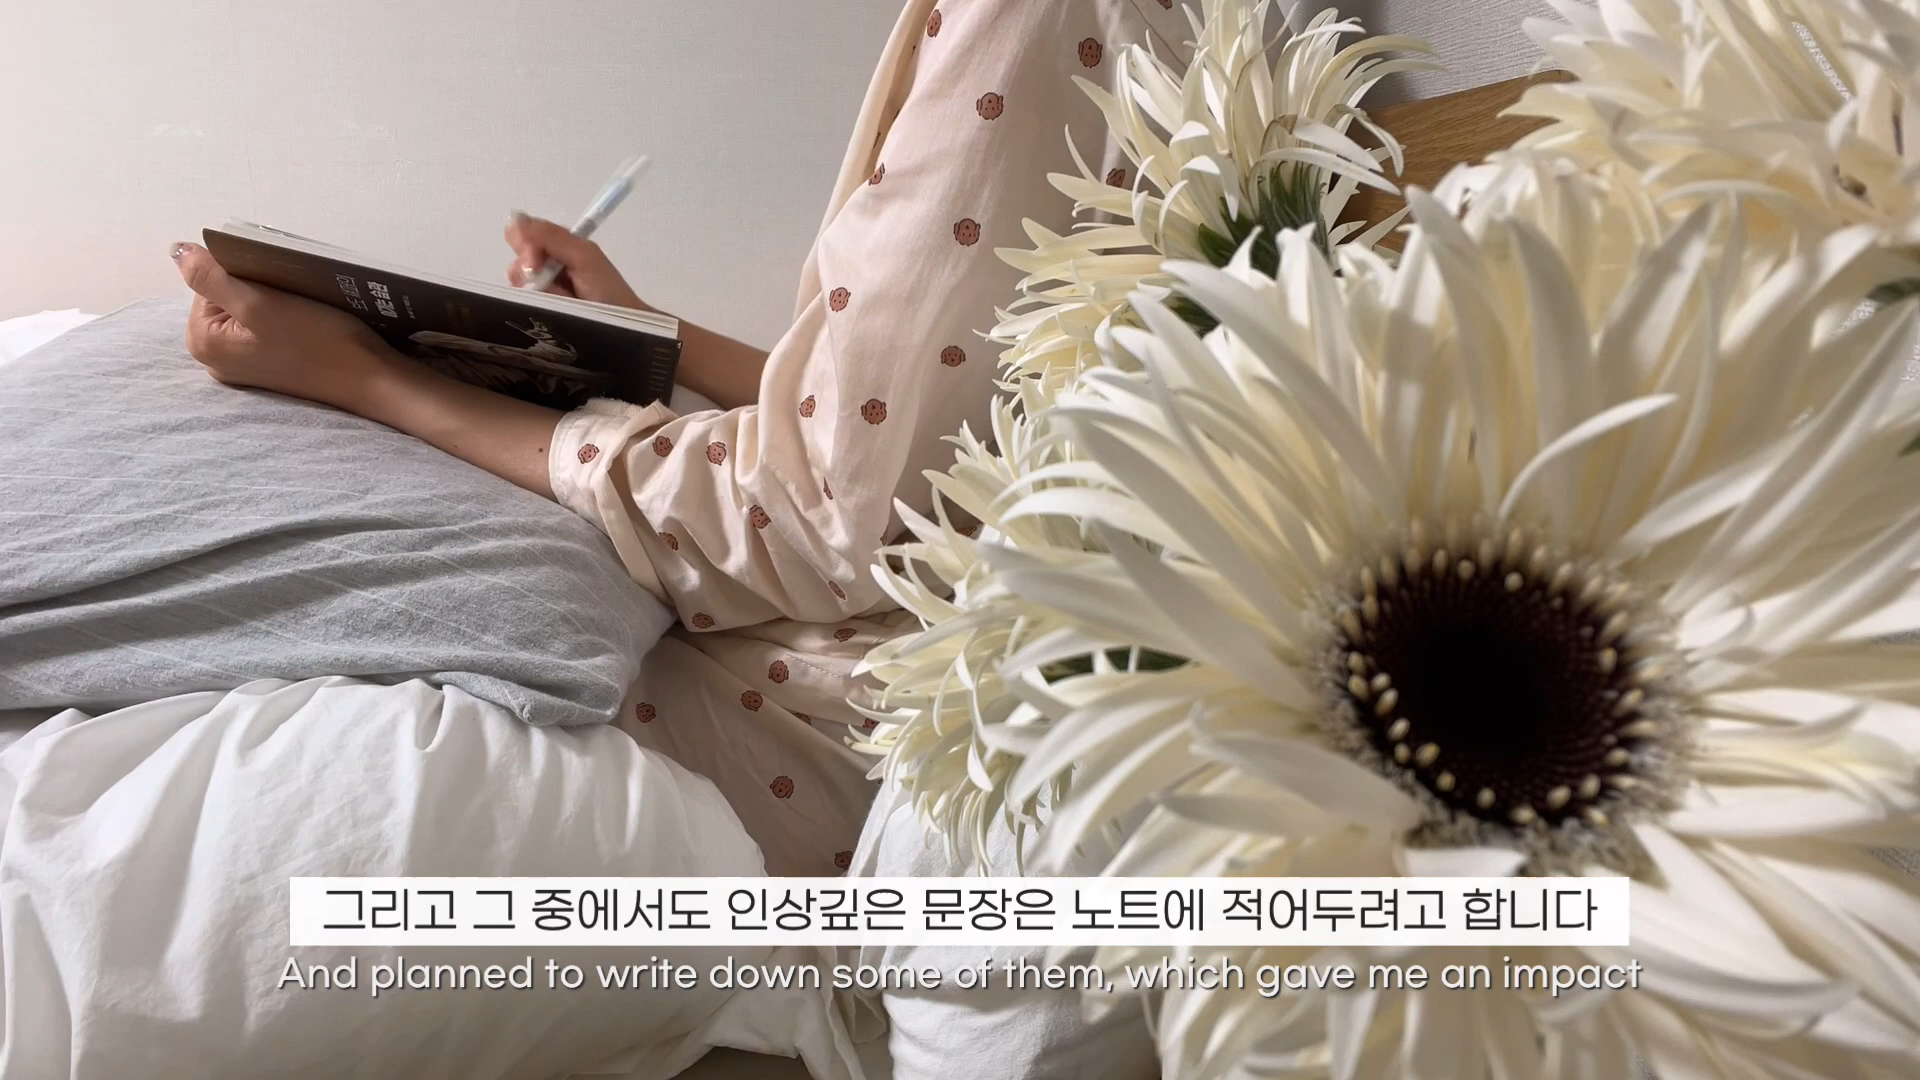 그리고 그 중에서도 인상깊은 문장은 노트에 적어두려고 합니다
And planned to write down some of them, which gave me an impact